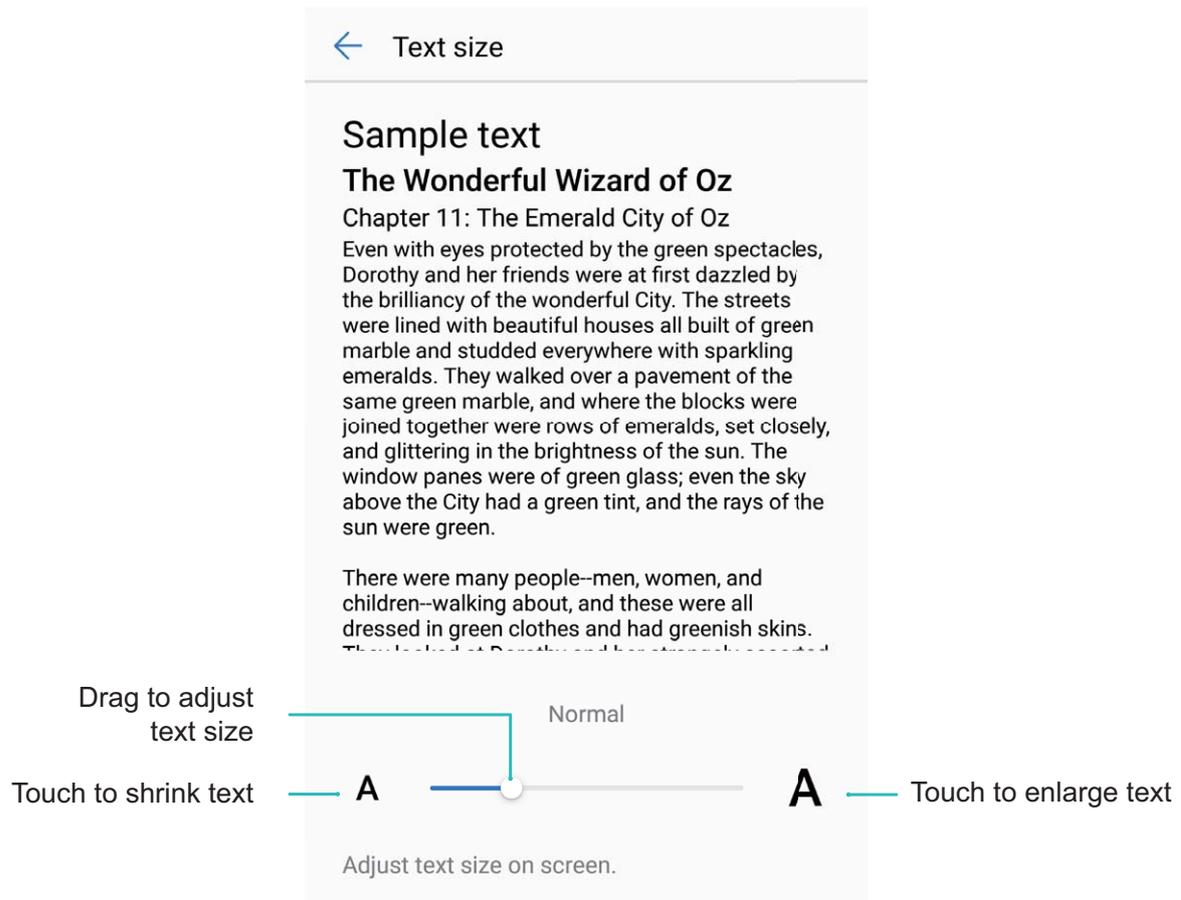 Text size
Sample text
The Wonderful Wizard of Oz
Chapter 11: The Emerald City of Oz
Even with eyes protected by the green spectacles,
Dorothy and her friends were at first dazzled by
the brilliancy of the wonderful City. The streets
were lined with beautiful houses all built of green
marble and studded everywhere with sparkling
emeralds. They walked over a pavement of the
same green marble, and where the blocks were
joined together were rows of emeralds, set closely,
and glittering in the brightness of the sun. The
window panes were of green glass; even the sky
above the City had a green tint, and the rays of the
sun were green.
There were many people--men, women, and
children--walking about, and these were all
dressed in green clothes and had greenish skins.
Drag to adjust
text size
Normal
Touch to shrink text
A
A
Touch to enlarge text
Adjust text size on screen.